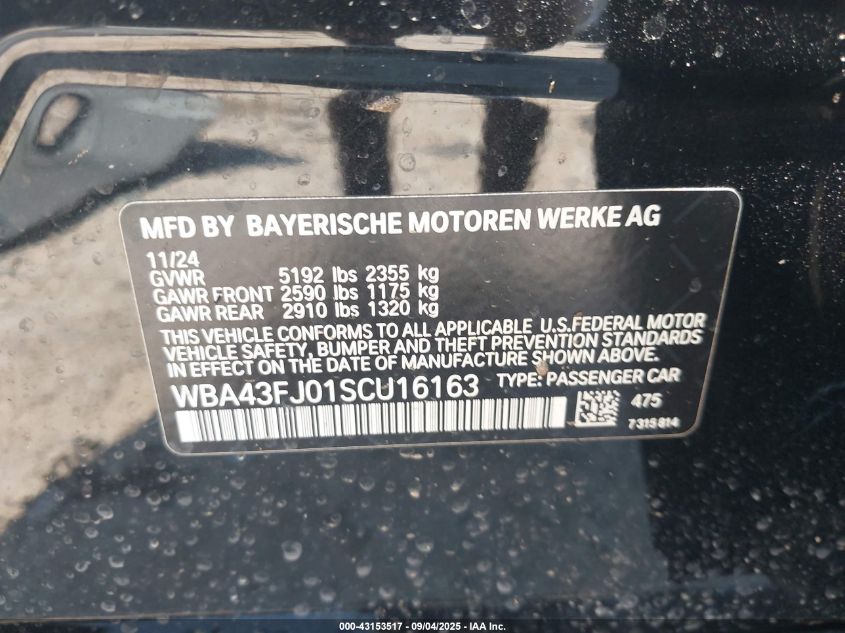 MFD BY BAYERISCHE MOTOREN WERKE AG
11/24
GVWR 5192 lbs 2355 kg
GAWR FRONT 2590 lbs 1175 kg
GAWR REAR 2910 lbs 1320 kg
THIS VEHICLE CONFORMS TO ALL APPLICABLE U.S.FEDERAL MOTOR
VEHICLE SAFETY, BUMPER AND THEFT PREVENTION STANDARDS
IN EFFECT ON THE DATE OF MANUFACTURE SHOWN ABOVE.
WBA43FJ01SCU16163 TYPE: PASSENGER CAR
475
7315814
000-43153517 - 09/04/2025 - IAA Inc.